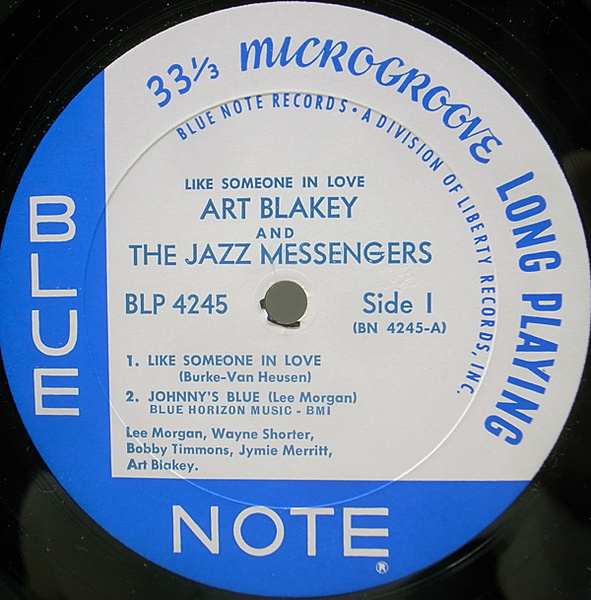 33⅓ MICROGROOVE LONG PLAYING
BLUE NOTE RECORDS • A DIVISION OF LIBERTY RECORDS, INC.
LIKE SOMEONE IN LOVE
ART BLAKEY
AND
THE JAZZ MESSENGERS
BLP 4245
Side 1
(BN 4245-A)
1. LIKE SOMEONE IN LOVE
(Burke-Van Heusen)
2. JOHNNY'S BLUE (Lee Morgan)
BLUE HORIZON MUSIC - BMI
Lee Morgan, Wayne Shorter,
Bobby Timmons, Jymie Merritt,
Art Blakey.
BLUE
NOTE
®